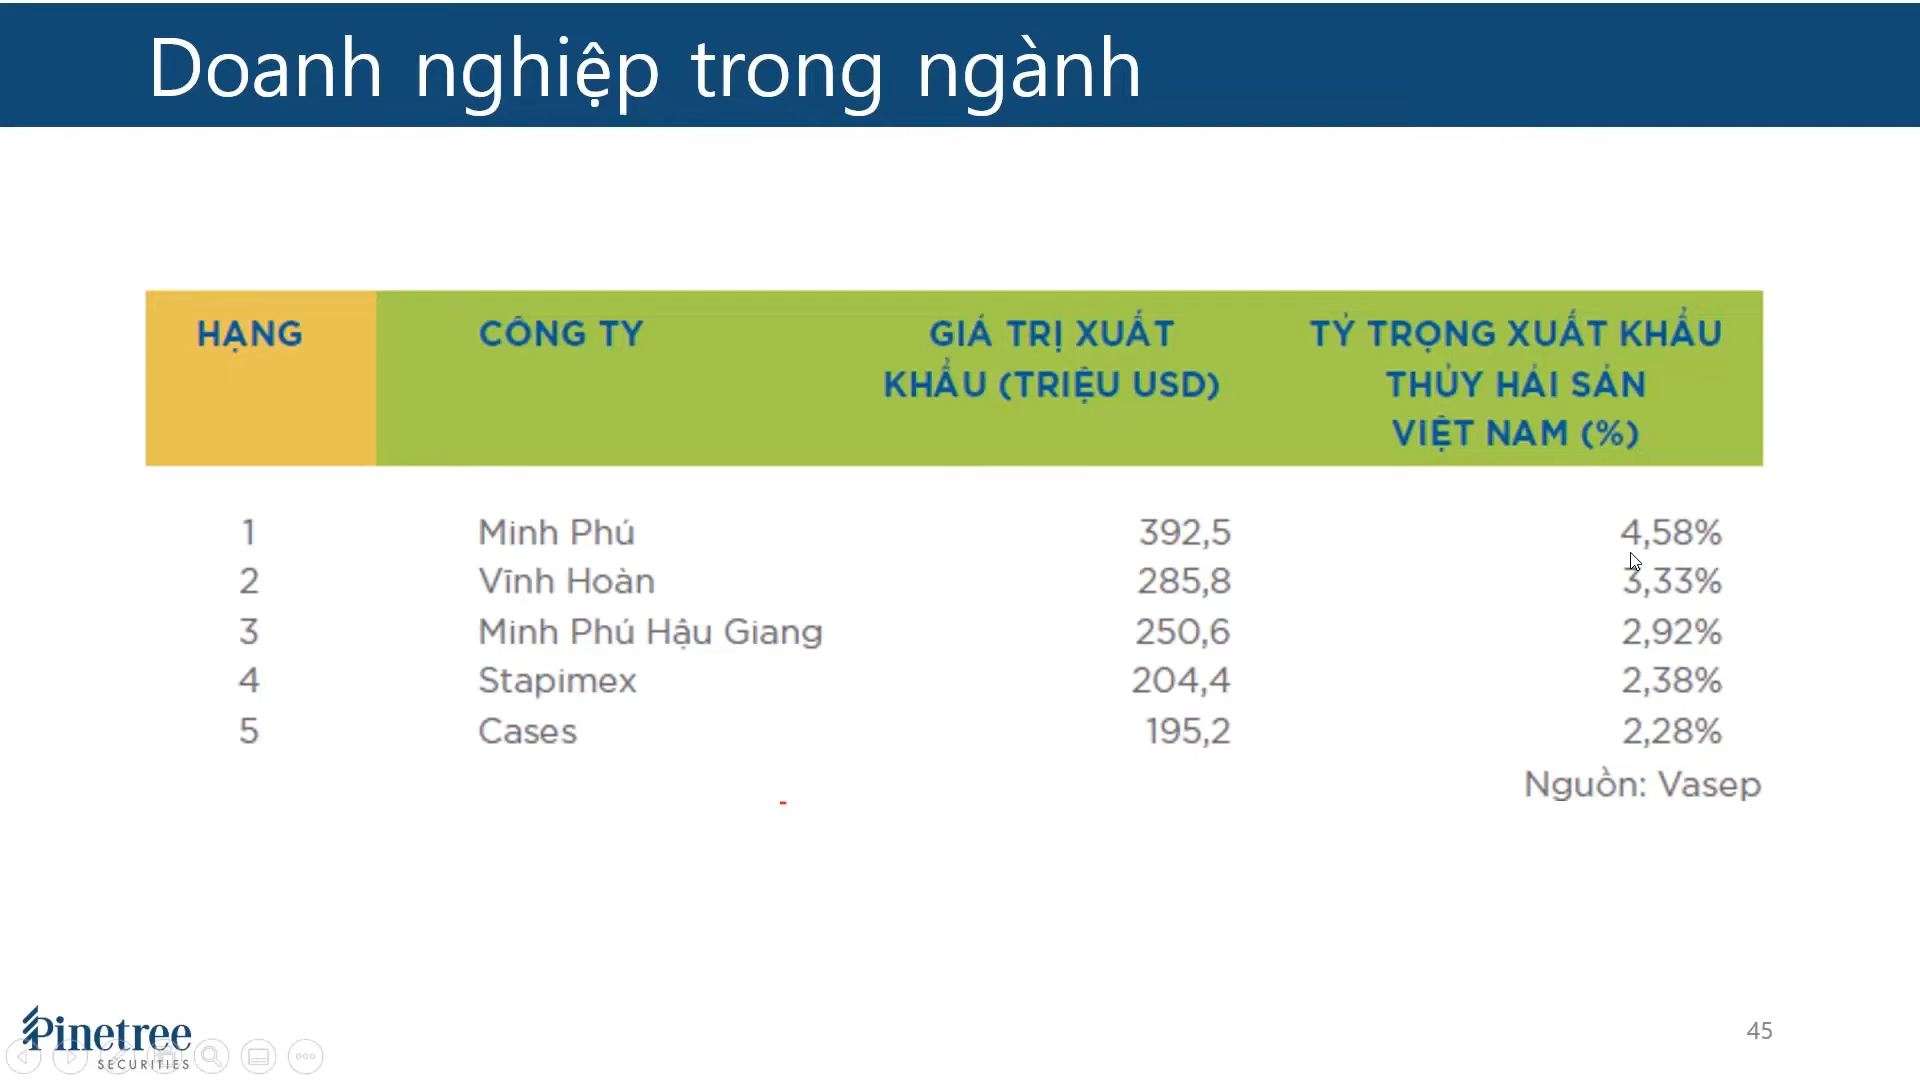 Doanh nghiệp trong ngành
HẠNG CÔNG TY GIÁ TRỊ XUẤT TỶ TRỌNG XUẤT KHẨU
KHẨU (TRIỆU USD) THỦY HẢI SẢN
VIỆT NAM (%)
1 Minh Phú 392,5 4,58%
2 Vĩnh Hoàn 285,8 3,33%
3 Minh Phú Hậu Giang 250,6 2,92%
4 Stapimex 204,4 2,38%
5 Cases 195,2 2,28%
Nguồn: Vasep
Pinetree
SECURITIES
45